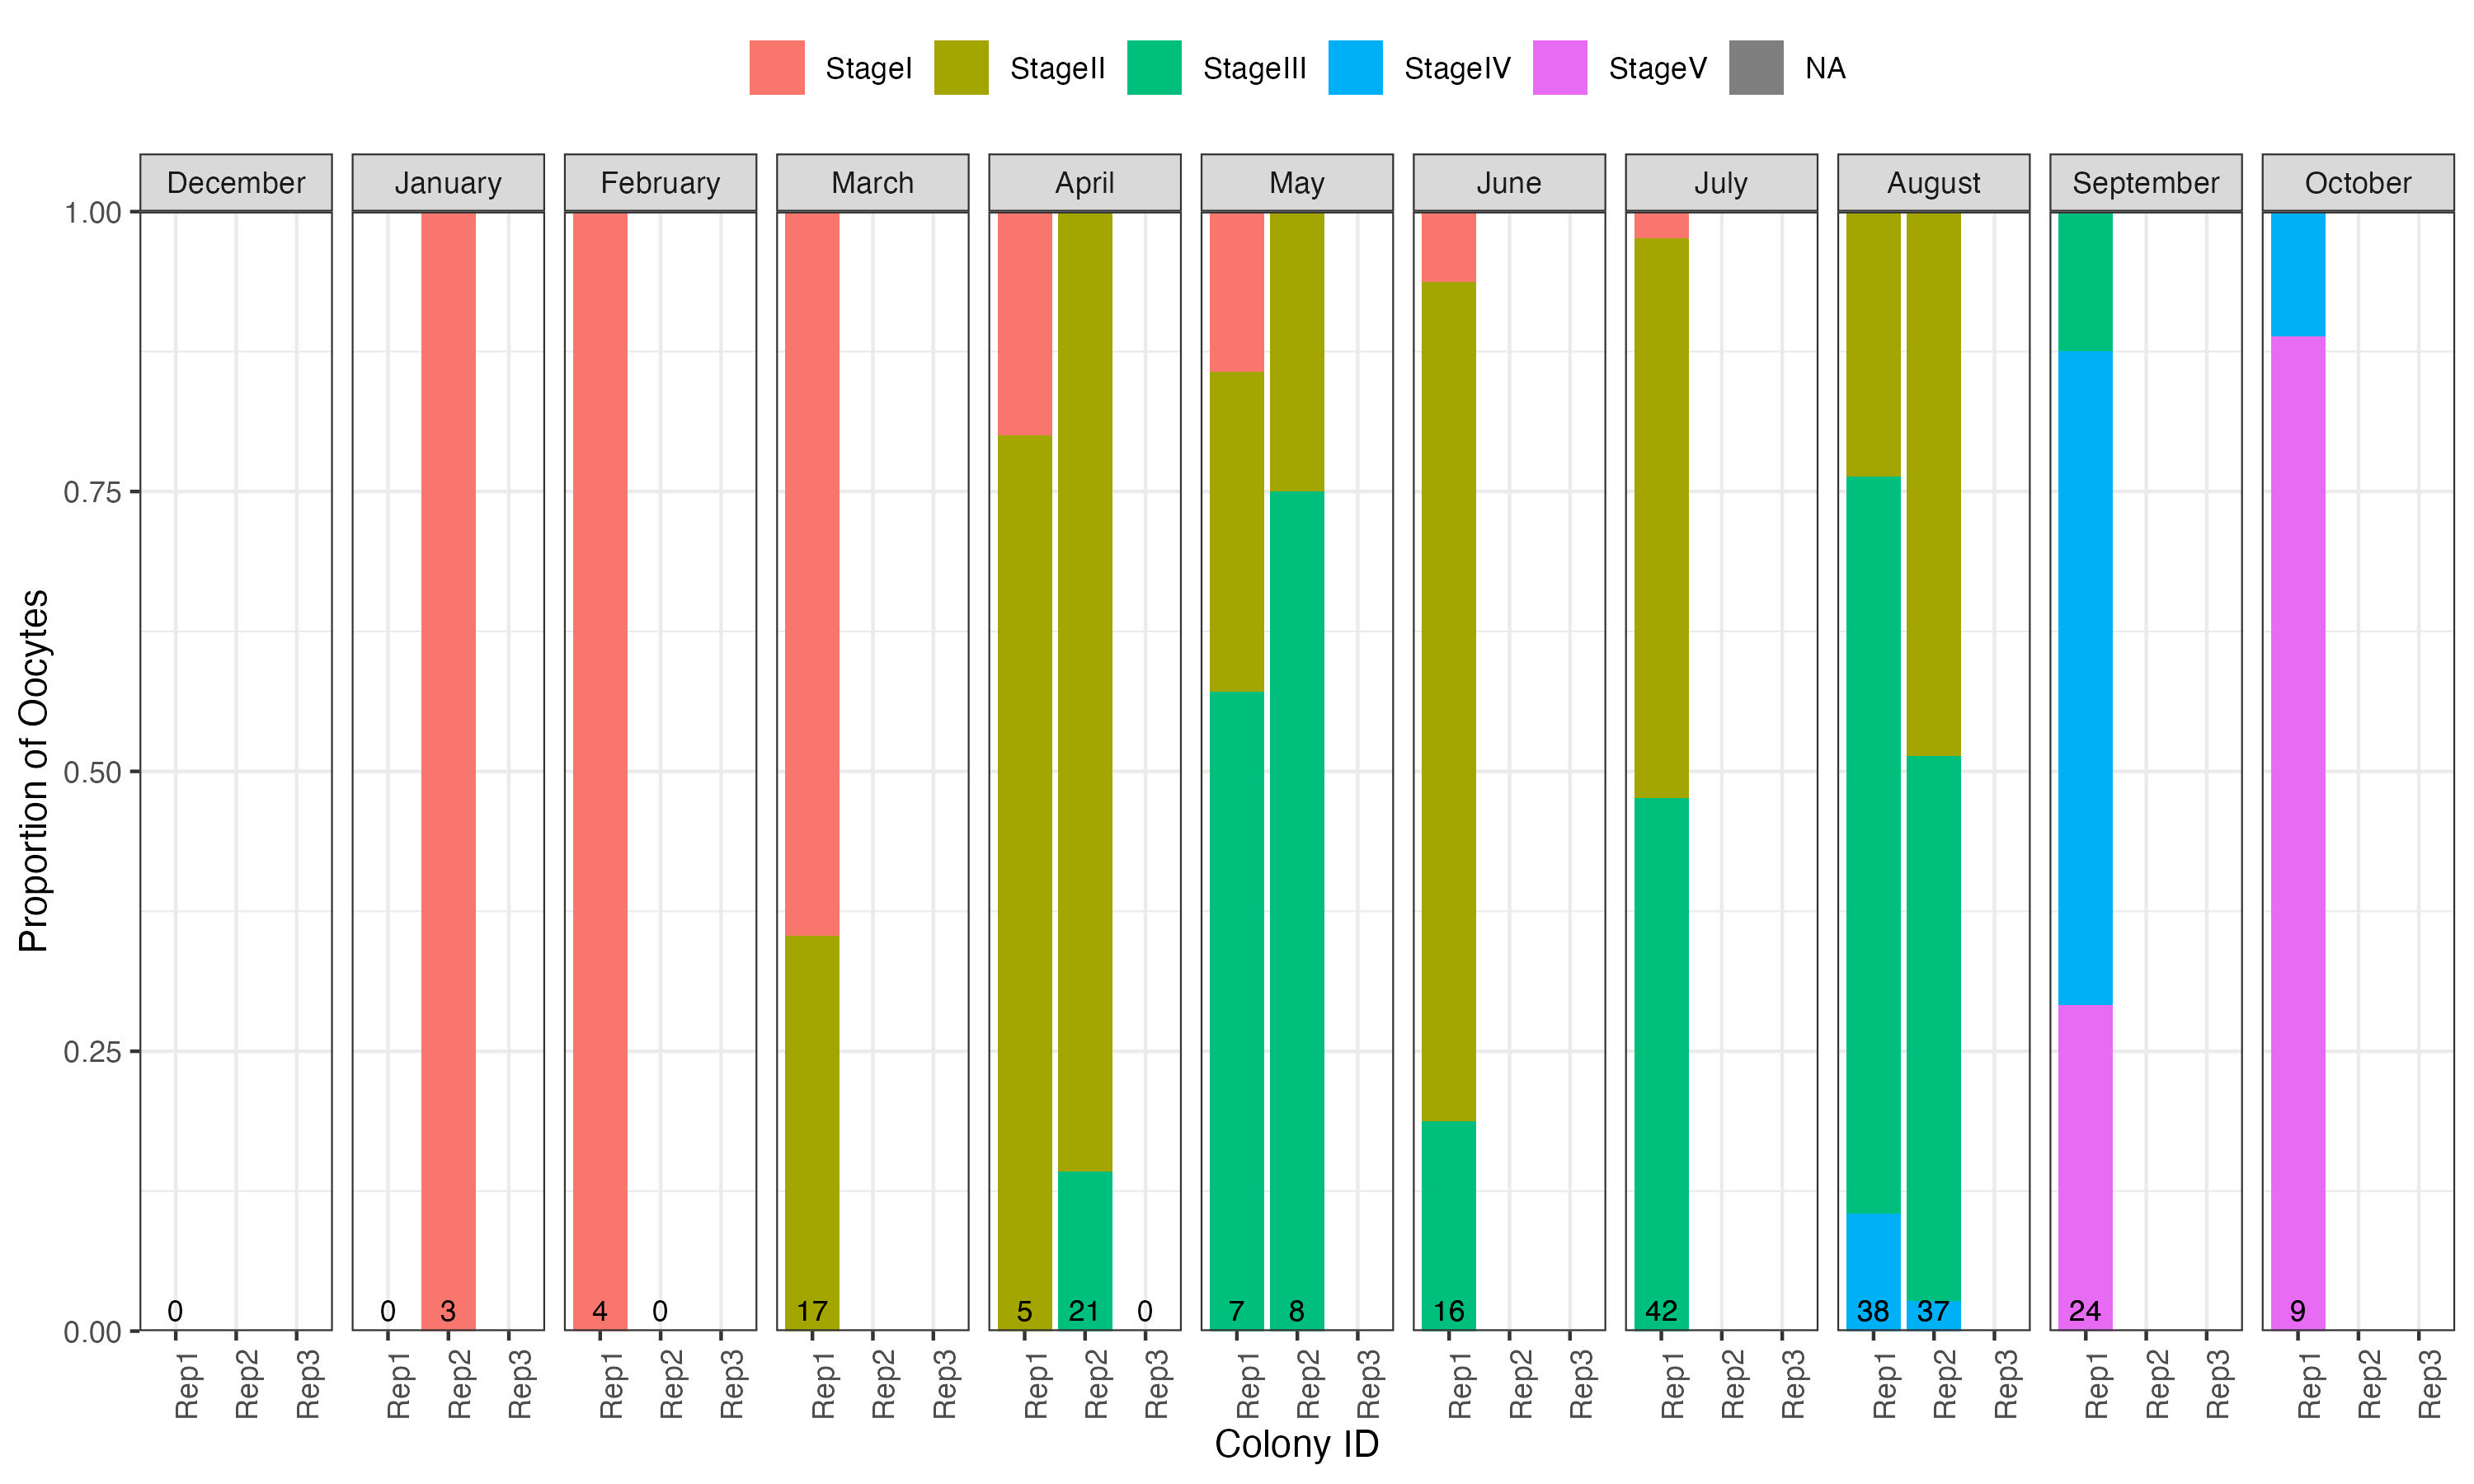 StageI StageII StageIII StageIV StageV NA
December January February March April May June July August September October
1.00
0.75
0.50
0.25
0.00
Proportion of Oocytes
0 0 3 4 0 17 5 21 0 7 8 16 42 38 37 24 9
Rep1 Rep2 Rep3 Rep1 Rep2 Rep3 Rep1 Rep2 Rep3 Rep1 Rep2 Rep3 Rep1 Rep2 Rep3 Rep1 Rep2 Rep3 Rep1 Rep2 Rep3 Rep1 Rep2 Rep3 Rep1 Rep2 Rep3 Rep1 Rep2 Rep3 Rep1 Rep2 Rep3
Colony ID